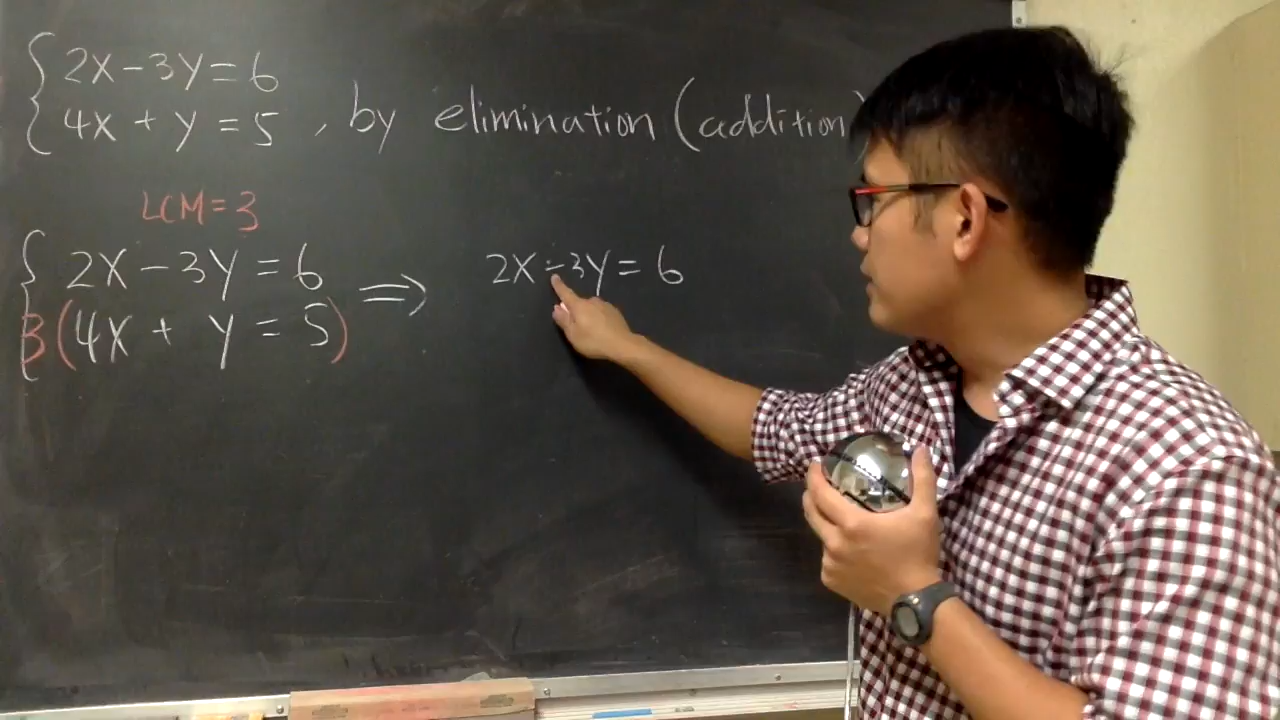 2x-3y=6
4x+y=5, by elimination (addition
LCM=3
2x-3y=6 ⇒ 2x-3y=6
3(4x+y=5)